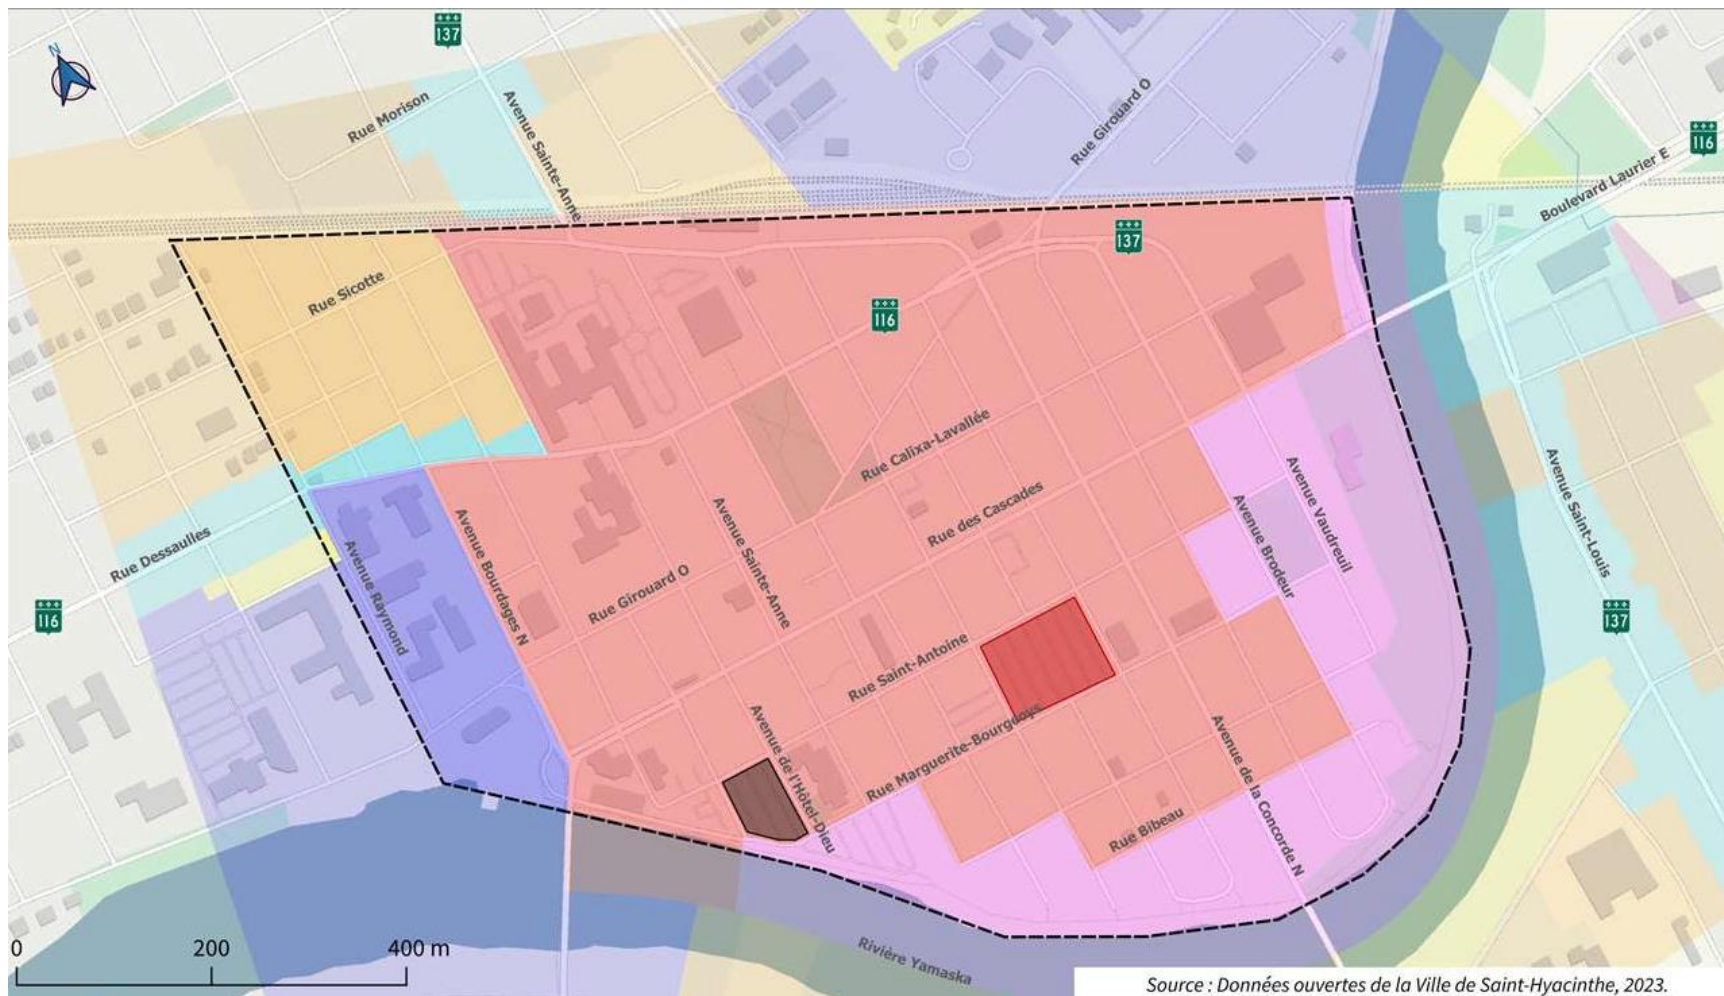 N
137
Rue Morison
Avenue Sainte-Anne
Rue Girouard O
116
Boulevard Laurier E
137
Rue Sicotte
116
Rue Calixa-Lavallée
Rue des Cascades
Avenue Vaudreuil
Avenue Brodeur
Avenue Saint-Louis
Rue Dessaulles
Avenue Raymond
Avenue Bourdages N
Avenue Sainte-Anne
Rue Girouard O
116
137
Rue Saint-Antoine
Avenue de l'Hôtel-Dieu
Rue Marguerite-Bourgeoys
Avenue de la Concorde N
Rue Bibeau
Rivière Yamaska
0 200 400 m
Source : Données ouvertes de la Ville de Saint-Hyacinthe, 2023.